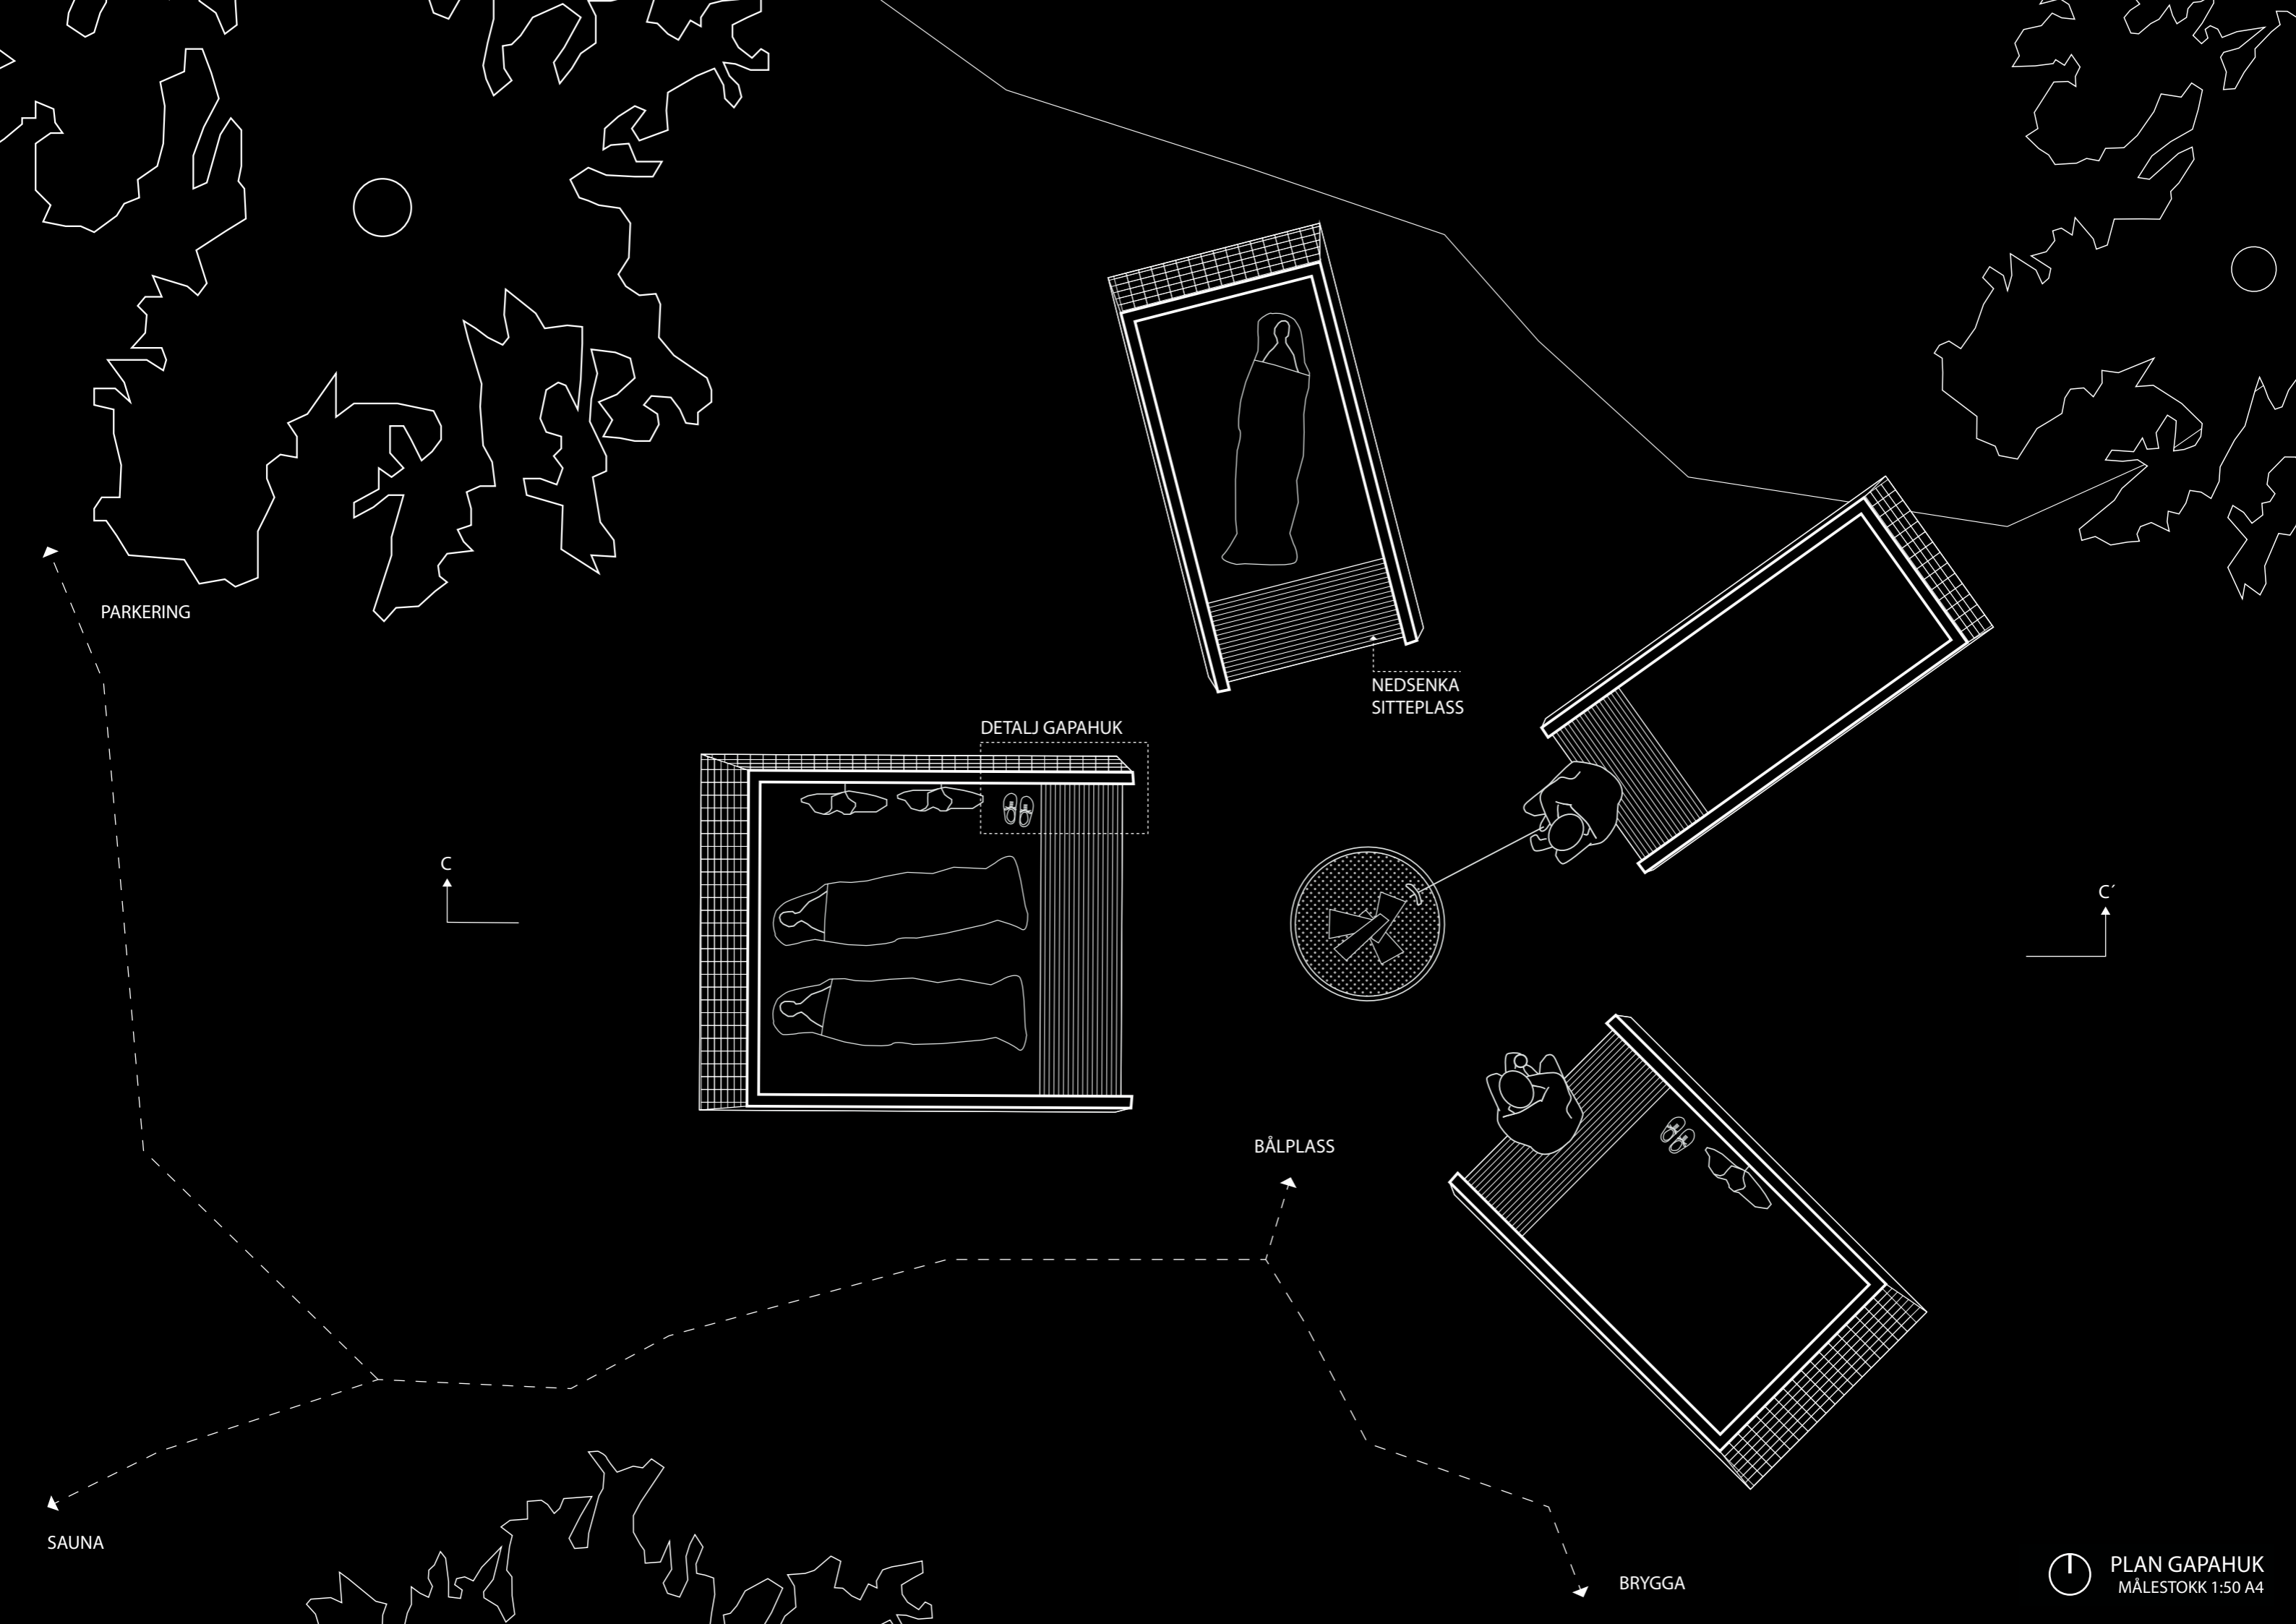 PARKERING
NEDSENKA
SITTEPLASS
DETALJ GAPAHUK
C
C´
BÅLPLASS
SAUNA
BRYGGA
PLAN GAPAHUK
MÅLESTOKK 1:50 A4